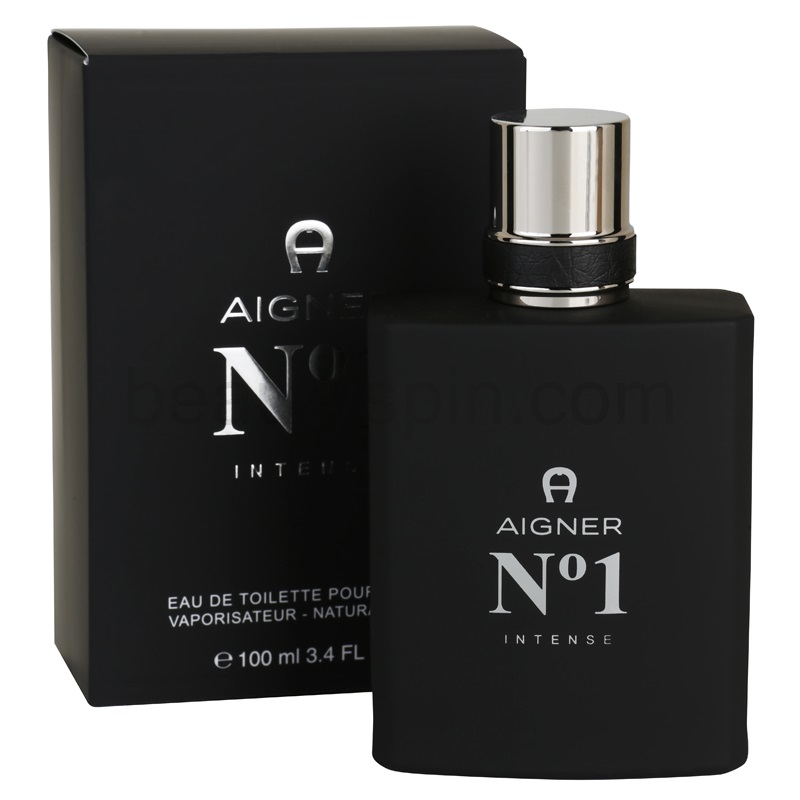 AIGNER
Nº
INTENS
EAU DE TOILETTE POUR
VAPORISATEUR - NATURA
℮ 100 ml 3.4 FL
AIGNER
Nº1
INTENSE